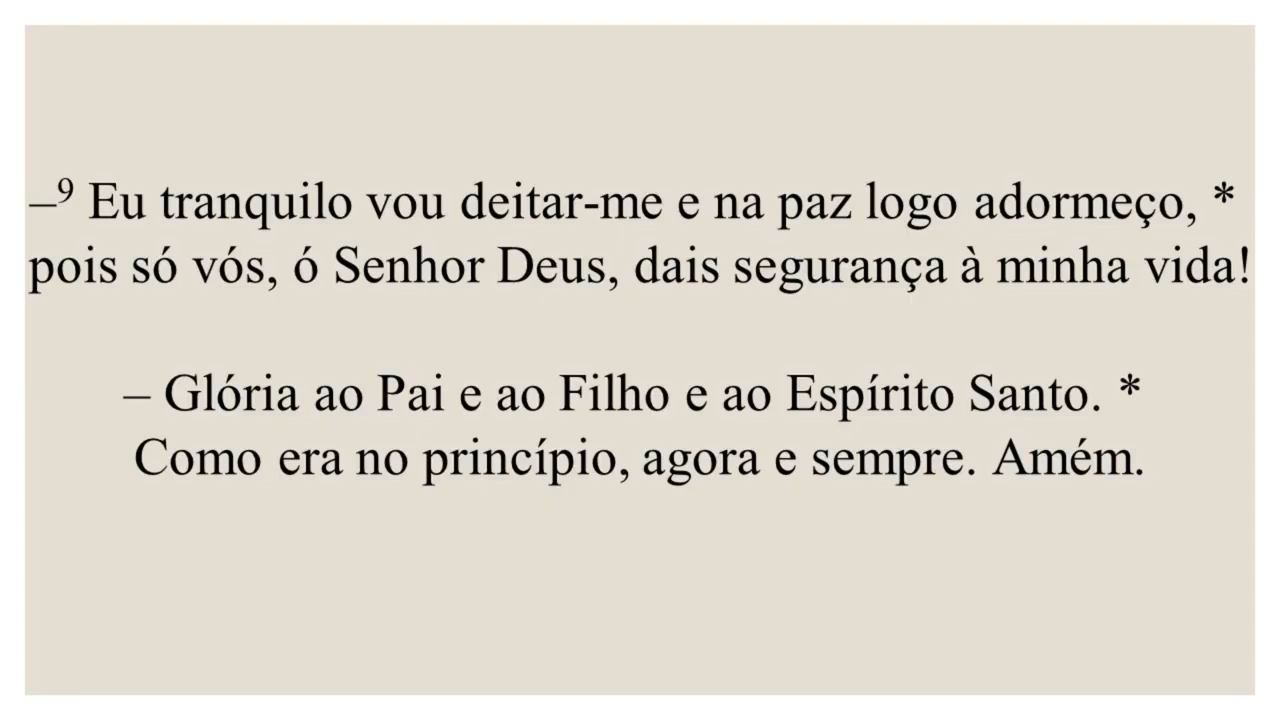 –⁹ Eu tranquilo vou deitar-me e na paz logo adormeço, *
pois só vós, ó Senhor Deus, dais segurança à minha vida!
– Glória ao Pai e ao Filho e ao Espírito Santo. *
Como era no princípio, agora e sempre. Amém.